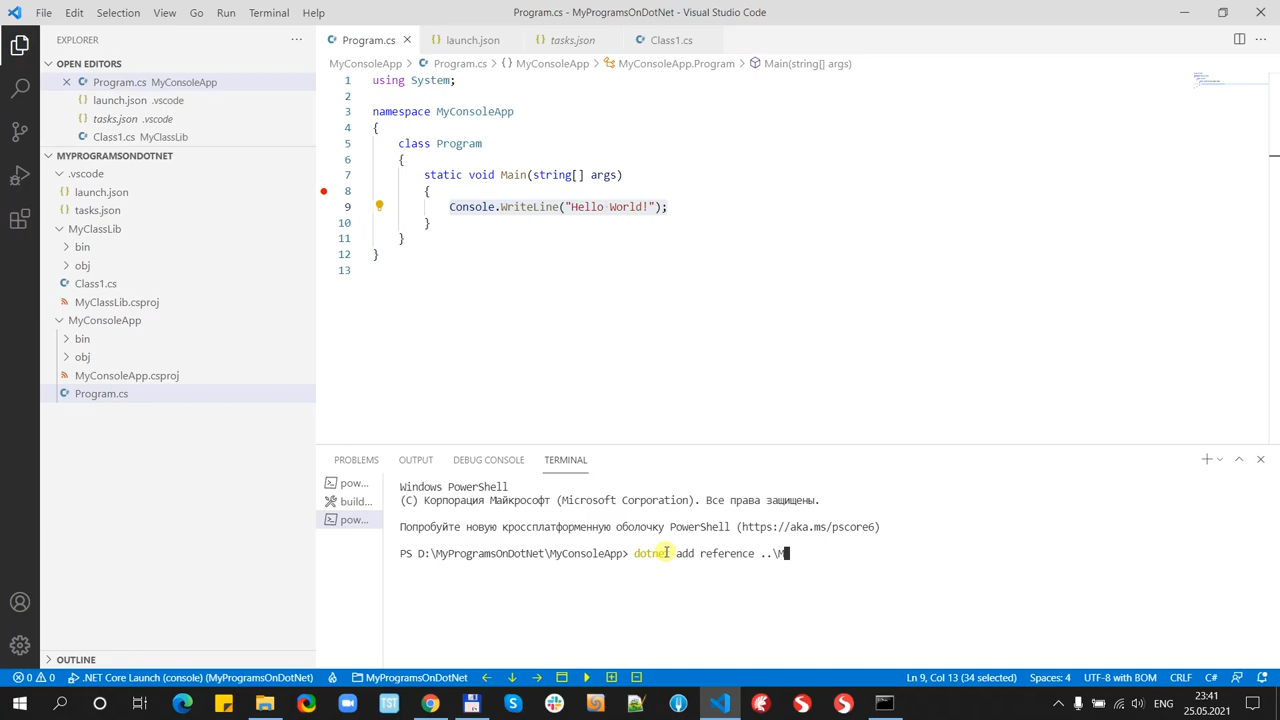 File Edit Selection View Go Run Terminal Help
Program.cs - MyProgramsOnDotNet - Visual Studio Code
EXPLORER
OPEN EDITORS
Program.cs MyConsoleApp
launch.json .vscode
tasks.json .vscode
Class1.cs MyClassLib
MYPROGRAMSONDOTNET
.vscode
launch.json
tasks.json
MyClassLib
bin
obj
Class1.cs
MyClassLib.csproj
MyConsoleApp
bin
obj
MyConsoleApp.csproj
Program.cs
OUTLINE
Program.cs launch.json tasks.json Class1.cs
MyConsoleApp > Program.cs > {} MyConsoleApp > MyConsoleApp.Program > Main(string[] args)
1 using System;
2
3 namespace MyConsoleApp
4 {
5 class Program
6 {
7 static void Main(string[] args)
8 {
9 Console.WriteLine("Hello World!");
10 }
11 }
12 }
13
PROBLEMS OUTPUT DEBUG CONSOLE TERMINAL
pow...
build...
pow...
Windows PowerShell
(C) Корпорация Майкрософт (Microsoft Corporation). Все права защищены.
Попробуйте новую кроссплатформенную оболочку PowerShell (https://aka.ms/pscore6)
PS D:\MyProgramsOnDotNet\MyConsoleApp> dotnet add reference ..\M
0 0 .NET Core Launch (console) (MyProgramsOnDotNet) MyProgramsOnDotNet Ln 9, Col 13 (34 selected) Spaces: 4 UTF-8 with BOM CRLF C#
TST
ENG
23:41
25.05.2021